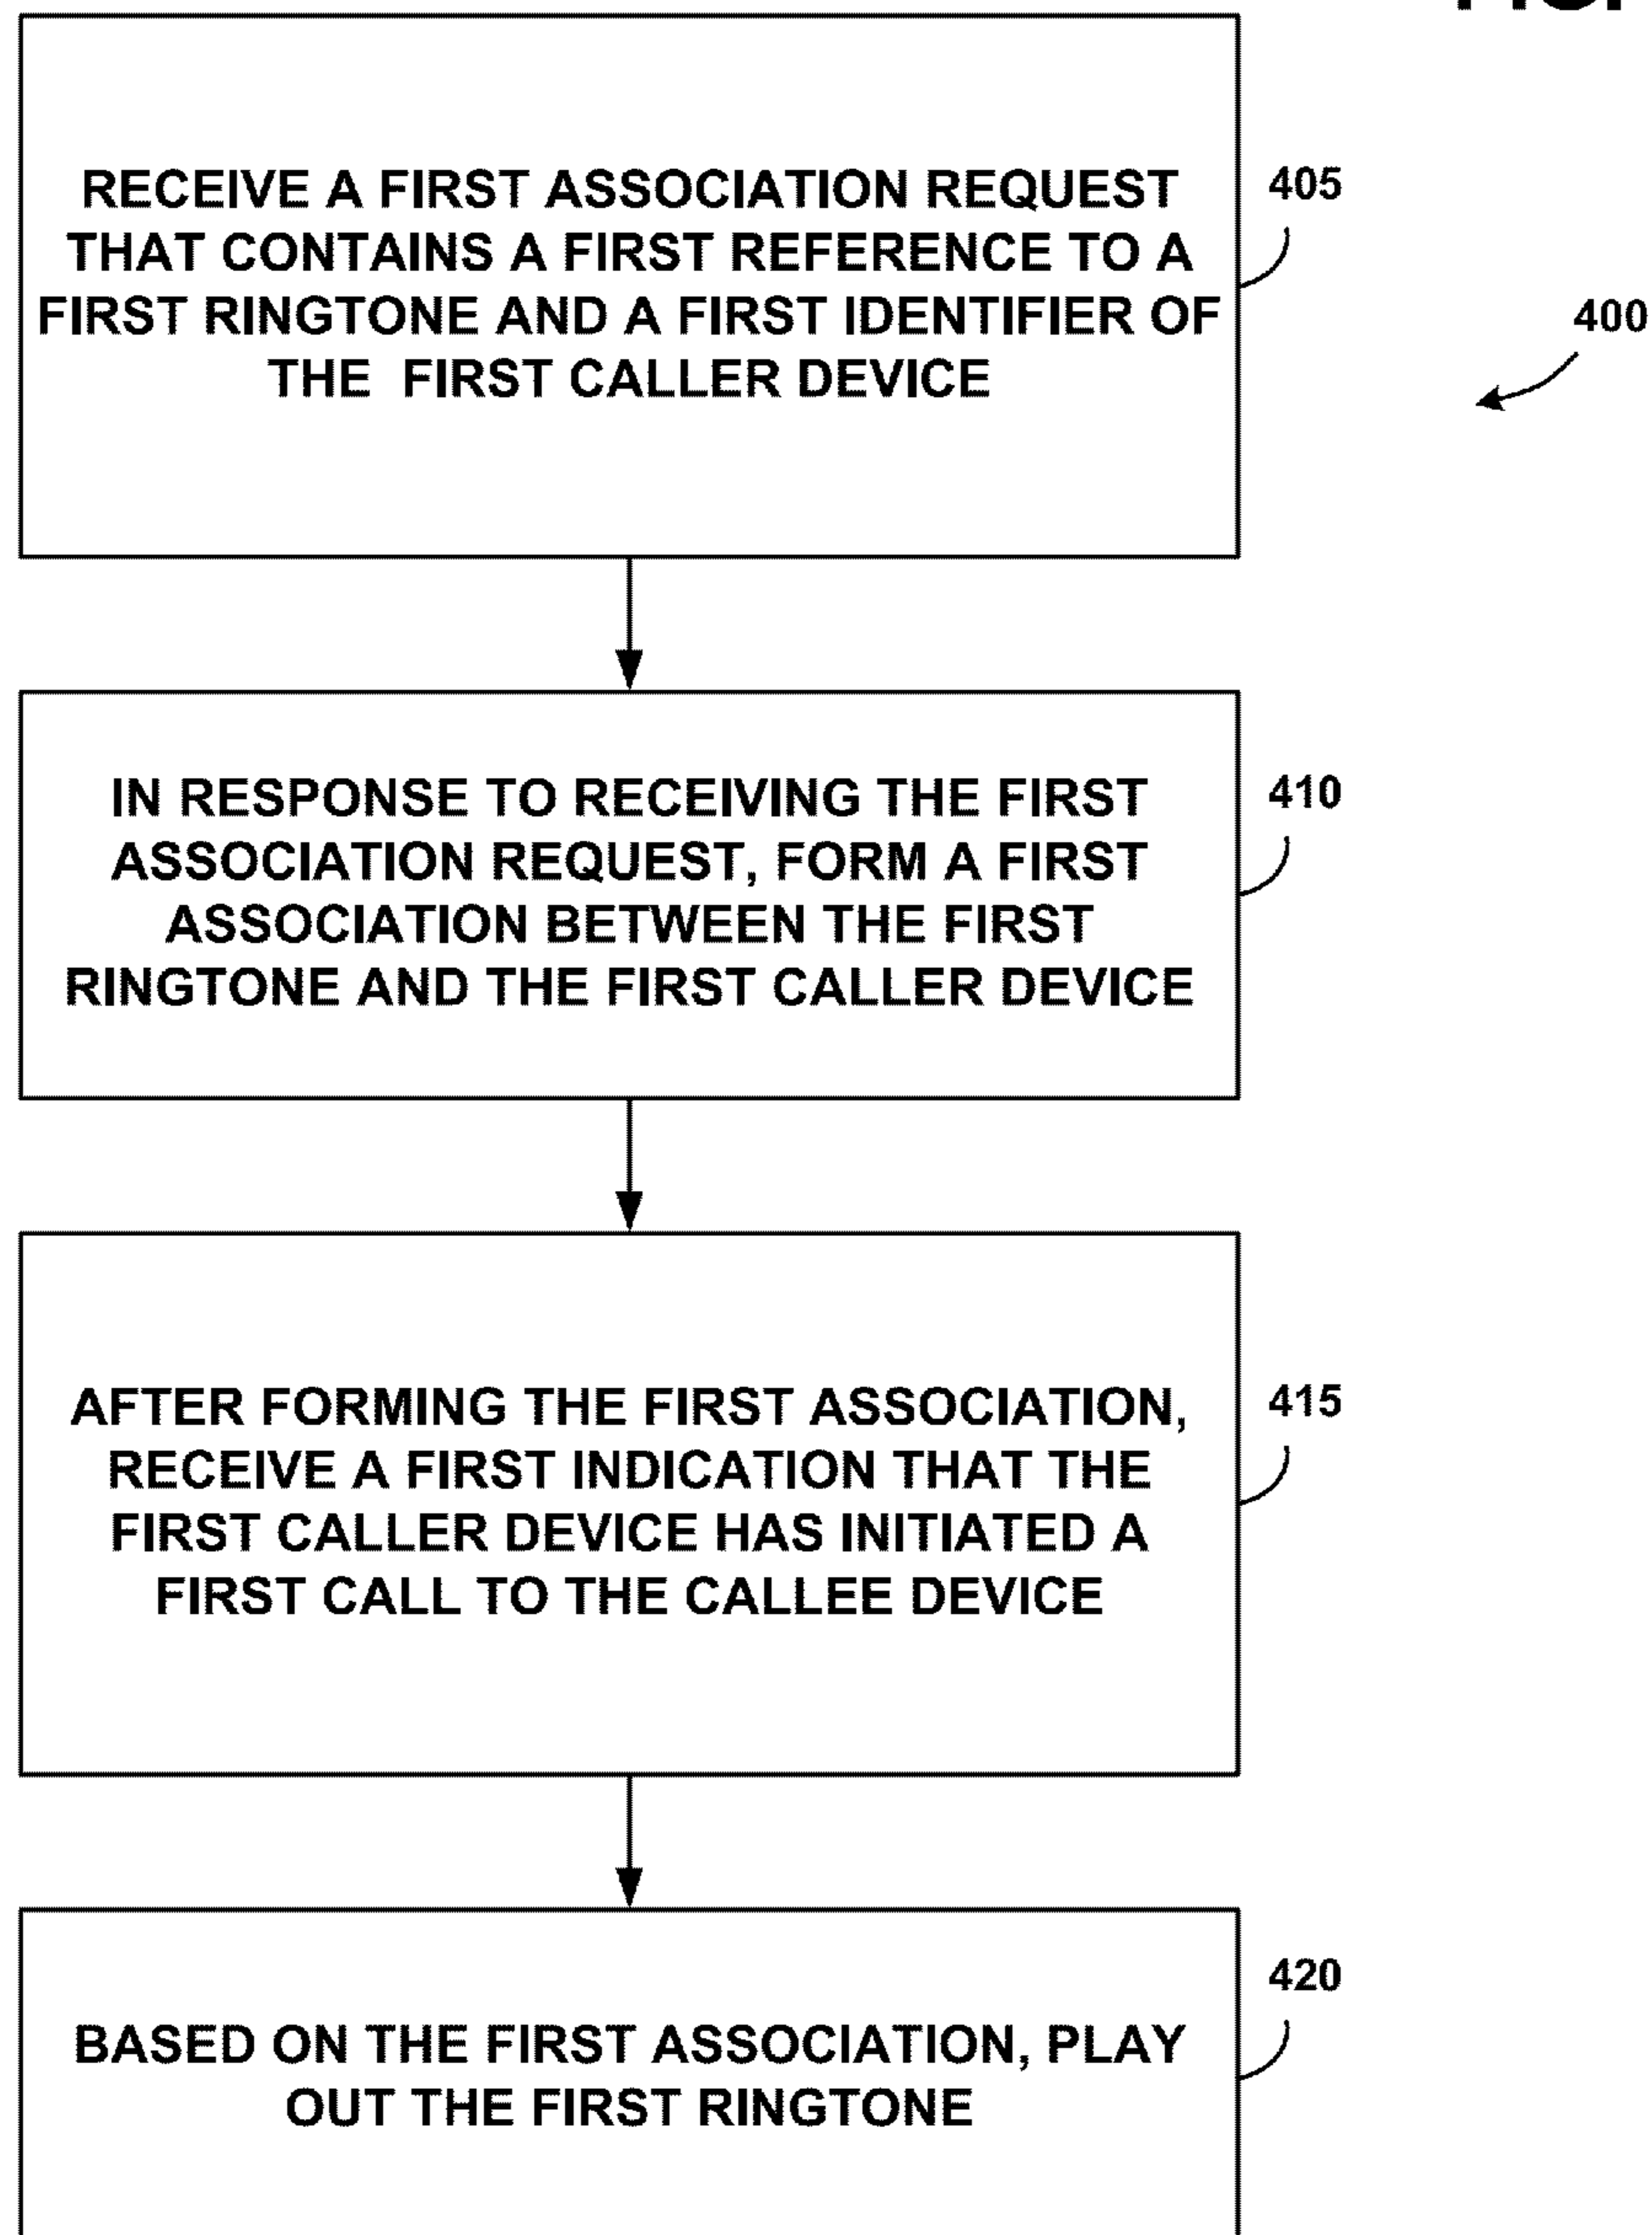 RECEIVE A FIRST ASSOCIATION REQUEST
THAT CONTAINS A FIRST REFERENCE TO A
FIRST RINGTONE AND A FIRST IDENTIFIER OF
THE FIRST CALLER DEVICE
405
400
IN RESPONSE TO RECEIVING THE FIRST
ASSOCIATION REQUEST, FORM A FIRST
ASSOCIATION BETWEEN THE FIRST
RINGTONE AND THE FIRST CALLER DEVICE
410
AFTER FORMING THE FIRST ASSOCIATION,
RECEIVE A FIRST INDICATION THAT THE
FIRST CALLER DEVICE HAS INITIATED A
FIRST CALL TO THE CALLEE DEVICE
415
BASED ON THE FIRST ASSOCIATION, PLAY
OUT THE FIRST RINGTONE
420